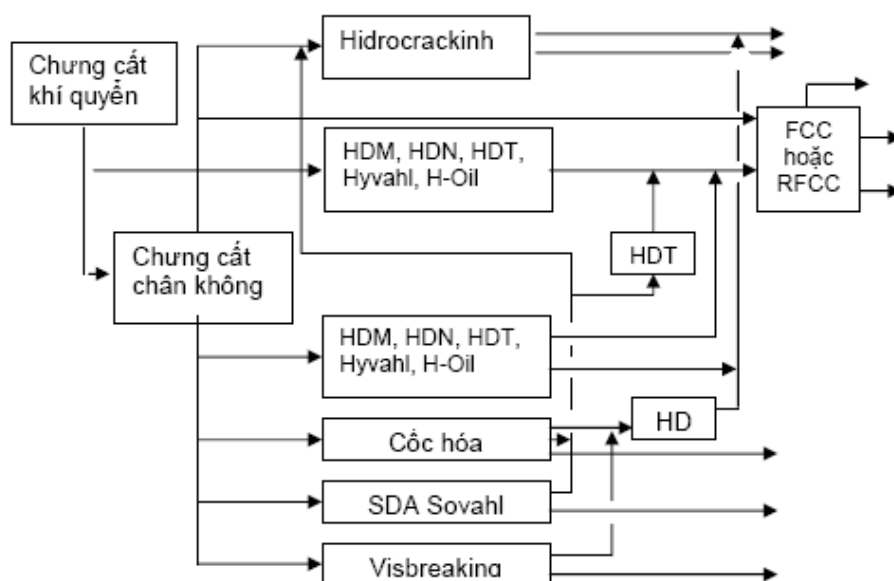 Hidrocrackinh
Chưng cất
khí quyển
FCC
hoặc
RFCC
HDM, HDN, HDT,
Hyvahl, H-Oil
Chưng cất
chân không
HDT
HDM, HDN, HDT,
Hyvahl, H-Oil
HD
Cốc hóa
SDA Sovahl
Visbreaking